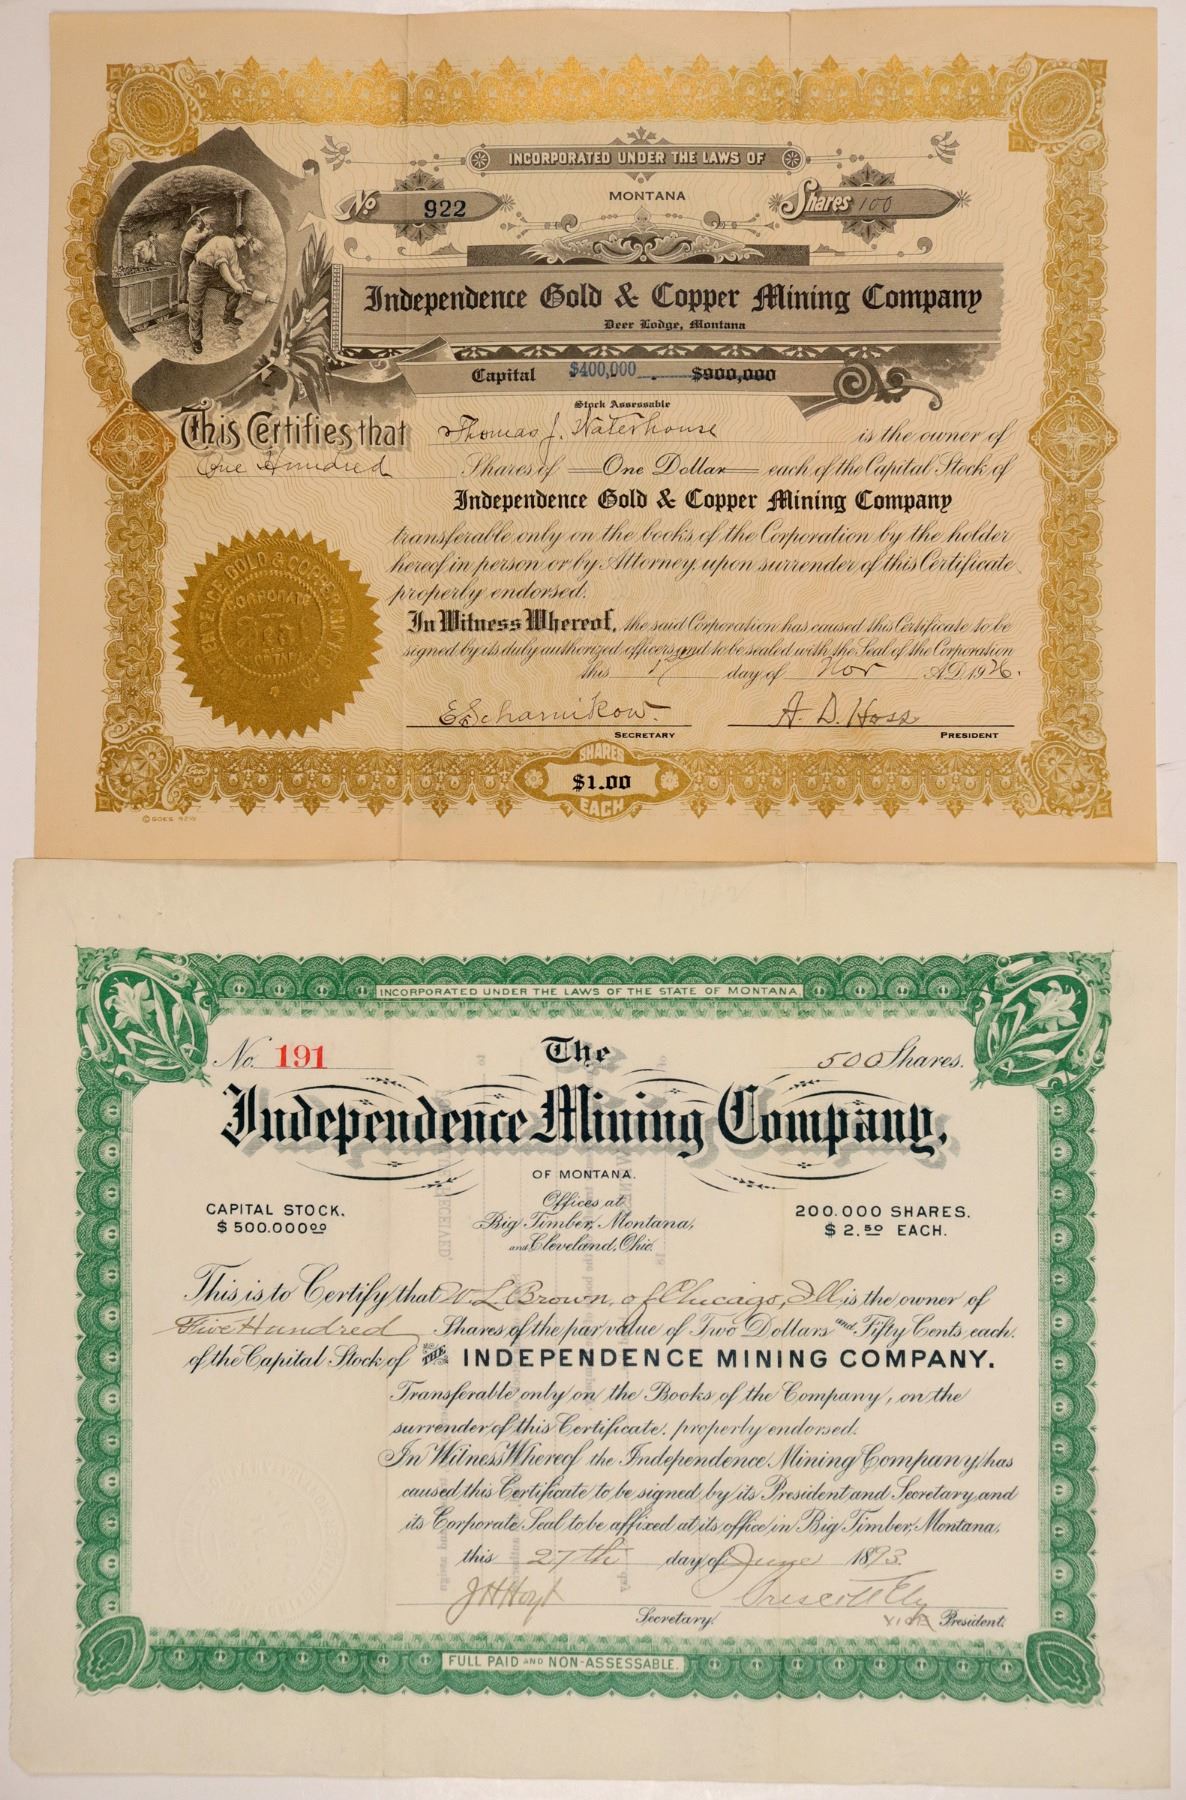 INCORPORATED UNDER THE LAWS OF
MONTANA
No 922 Shares 100
Independence Gold & Copper Mining Company
Deer Lodge, Montana
Capital $400,000 $900,000
Stock Assessable
This Certifies that Thomas J. Waterhouse is the owner of
One Hundred Shares of One Dollar each of the Capital Stock of
Independence Gold & Copper Mining Company
transferable only on the books of the Corporation by the holder
hereof in person or by Attorney, upon surrender of this Certificate
properly endorsed.
In Witness Whereof, the said Corporation has caused this Certificate to be
signed by its duly authorized officers and to be sealed with the Seal of the Corporation
this 17 day of Nov A.D. 1926.
E. Scharnikow. A. D. Hoss
SECRETARY PRESIDENT
SHARES
$1.00
EACH
© GOES
INCORPORATED UNDER THE LAWS OF THE STATE OF MONTANA.
No. 191 The 500 Shares.
Independence Mining Company,
OF MONTANA.
CAPITAL STOCK,
$500.000.00
Offices at
Big Timber, Montana,
and Cleveland, Ohio.
200.000 SHARES.
$2.50 EACH.
This is to Certify that W. L. Brown, of Chicago, Ill is the owner of
Five Hundred Shares of the par value of Two Dollars and Fifty Cents each.
of the Capital Stock of THE INDEPENDENCE MINING COMPANY.
Transferable only on the Books of the Company, on the
surrender of this Certificate, properly endorsed.
In Witness Whereof the Independence Mining Company, has
caused this Certificate to be signed by its President and Secretary, and
its Corporate Seal to be affixed at its office in Big Timber, Montana,
this 27th day of June 1893.
J H Hoyt
Secretary. VICE President.
FULL PAID AND NON-ASSESSABLE.